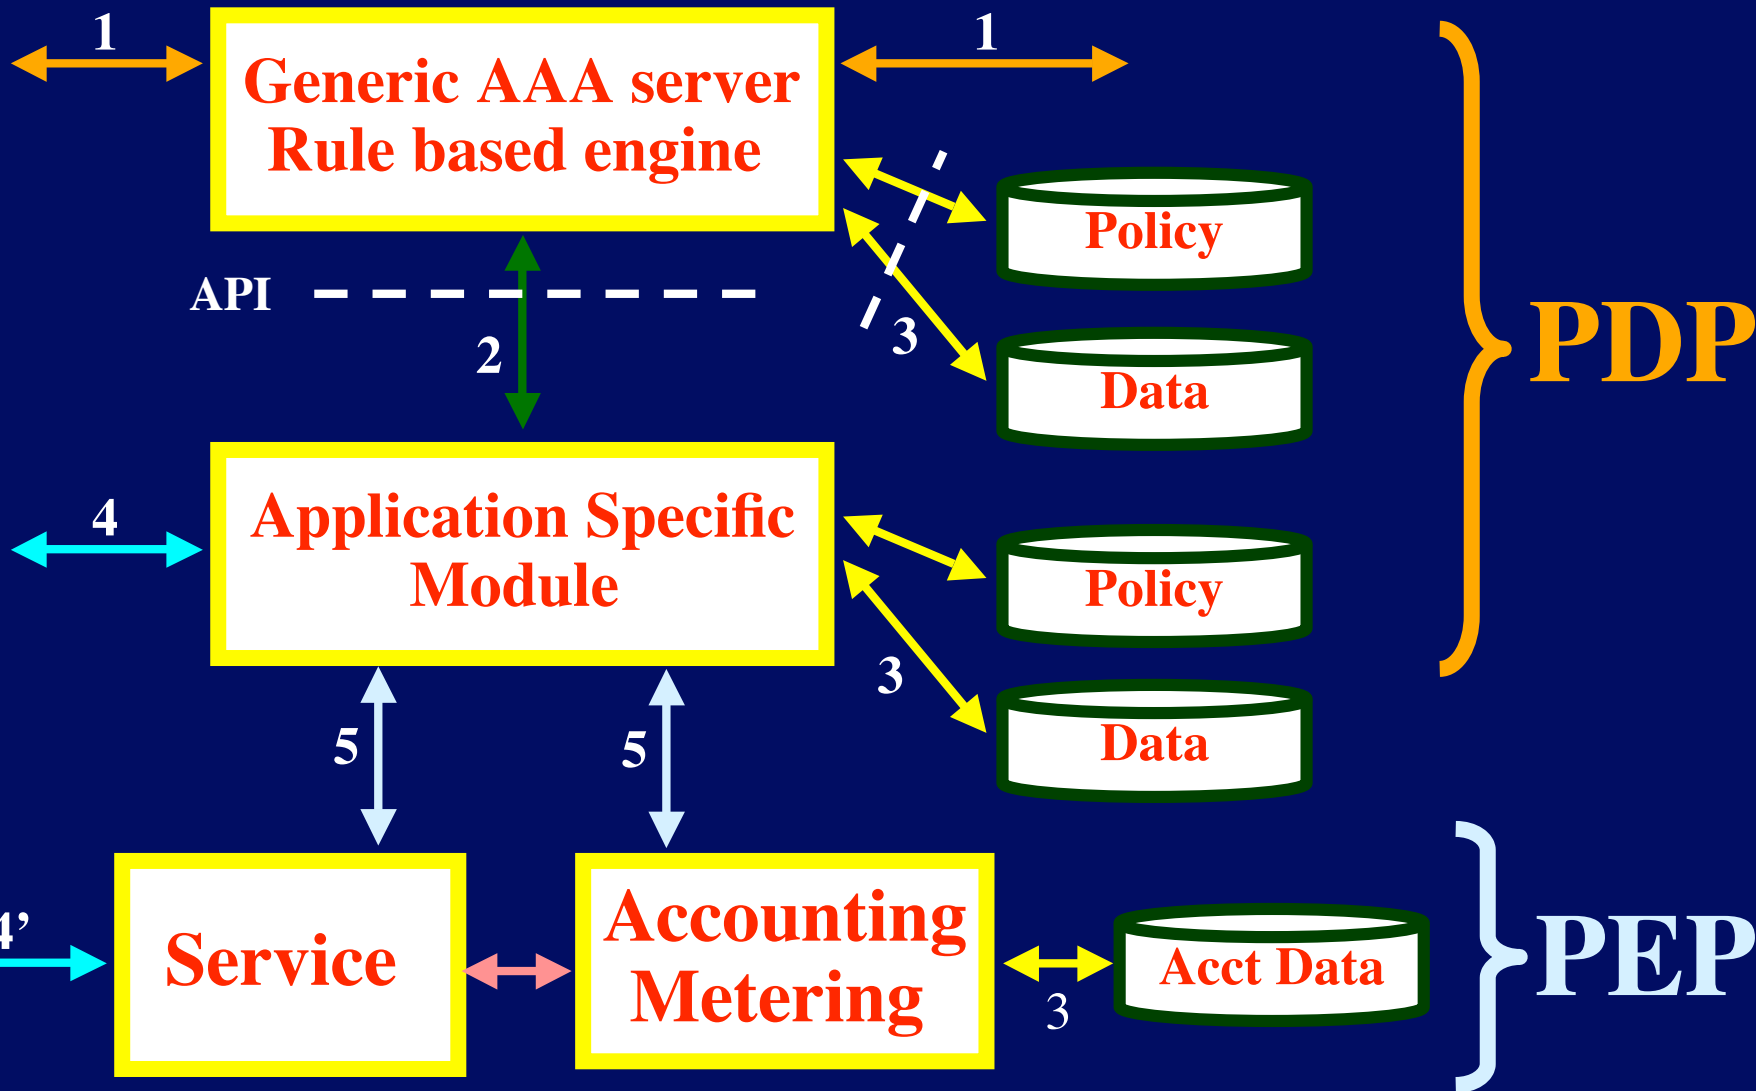 1
1
Generic AAA server
Rule based engine
Policy
API
2
3
Data
PDP
4
Application Specific
Module
Policy
3
Data
5
5
4’
Service
Accounting
Metering
3
Acct Data
PEP